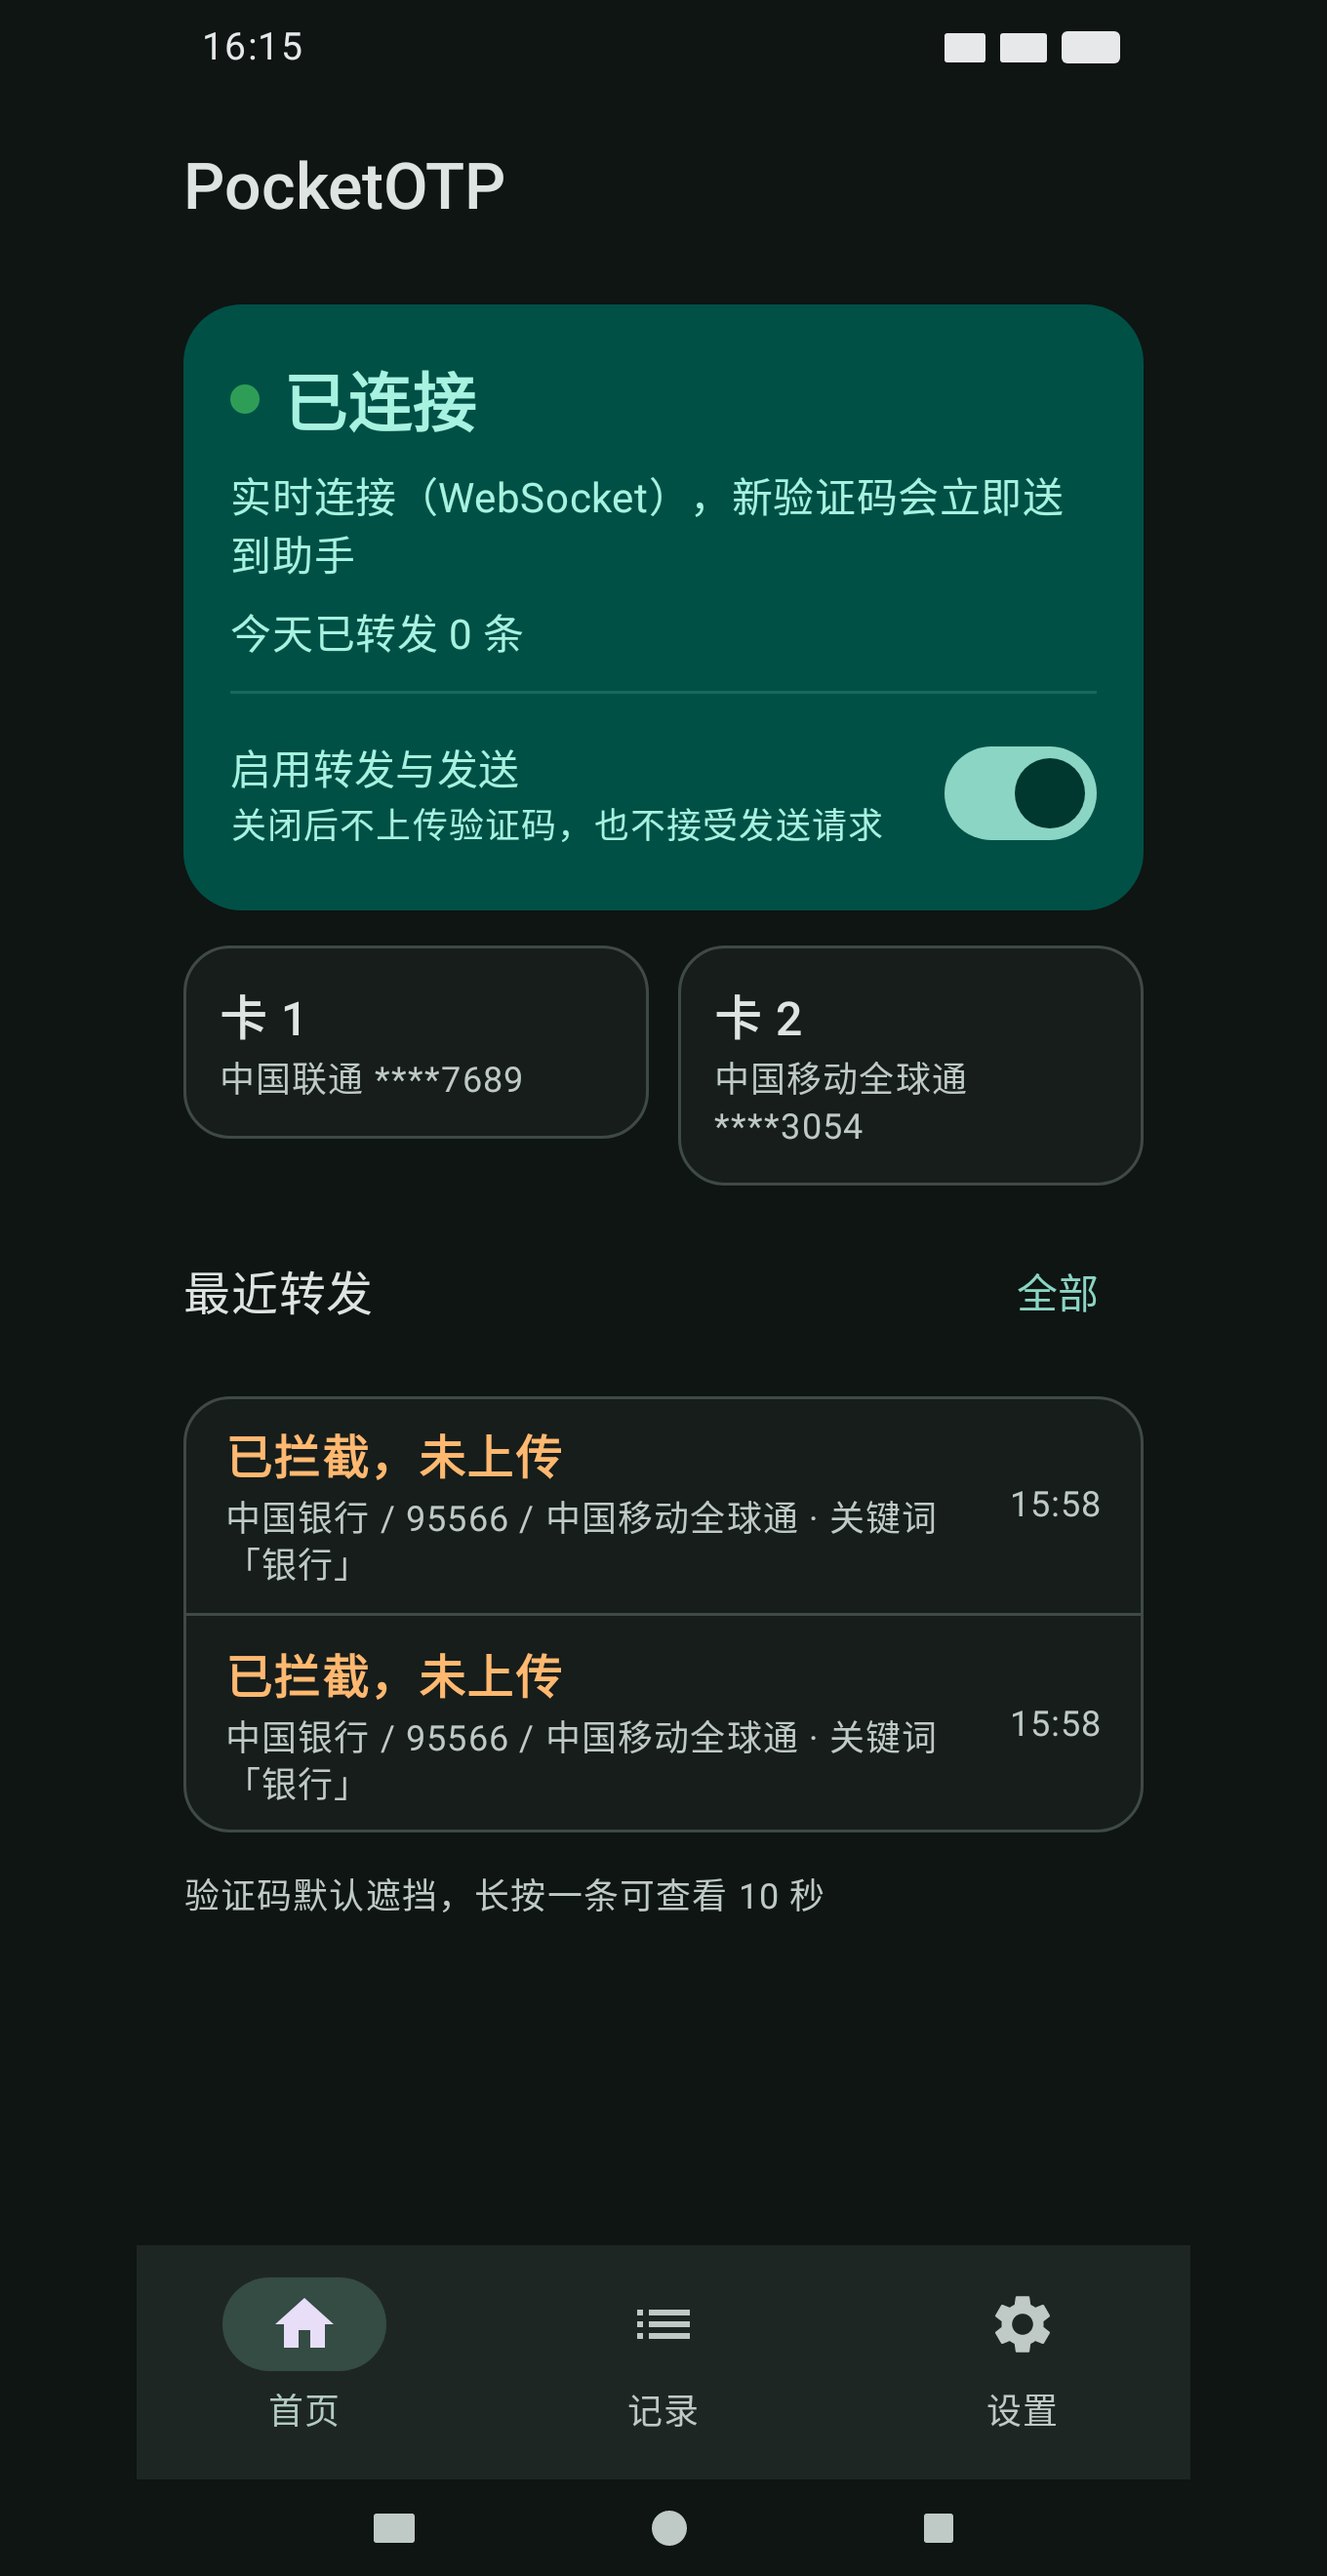 16:15
PocketOTP
已连接
实时连接（WebSocket），新验证码会立即送
到助手
今天已转发 0 条
启用转发与发送
关闭后不上传验证码，也不接受发送请求
卡 1
中国联通 ****7689
卡 2
中国移动全球通
****3054
最近转发
全部
已拦截，未上传
中国银行 / 95566 / 中国移动全球通 · 关键词
「银行」
15:58
已拦截，未上传
中国银行 / 95566 / 中国移动全球通 · 关键词
「银行」
15:58
验证码默认遮挡，长按一条可查看 10 秒
首页
记录
设置